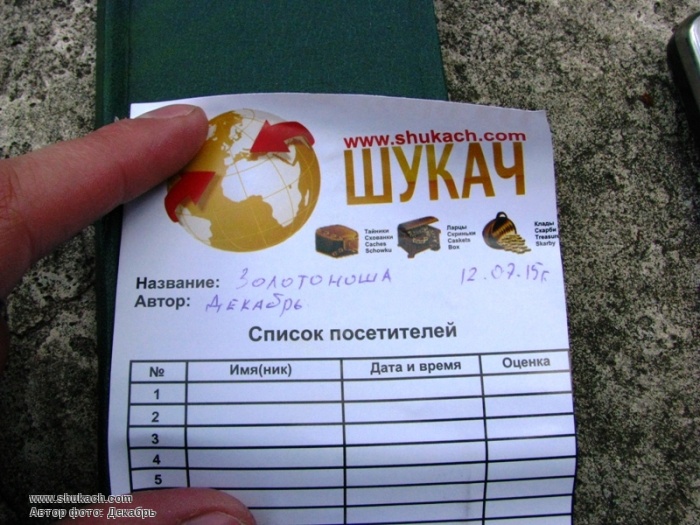 www.shukach.com
ШУКАЧ
Тайники
Схованки
Caches
Schowku
Ларцы
Скриньки
Caskets
Box
Клады
Скарби
Treasure
Skarby
Название: Золотоноша 12.07.15г.
Автор: Декабрь
Список посетителей
№ Имя(ник) Дата и время Оценка
1
2
3
4
5
www.shukach.com
Автор фото: Декабрь